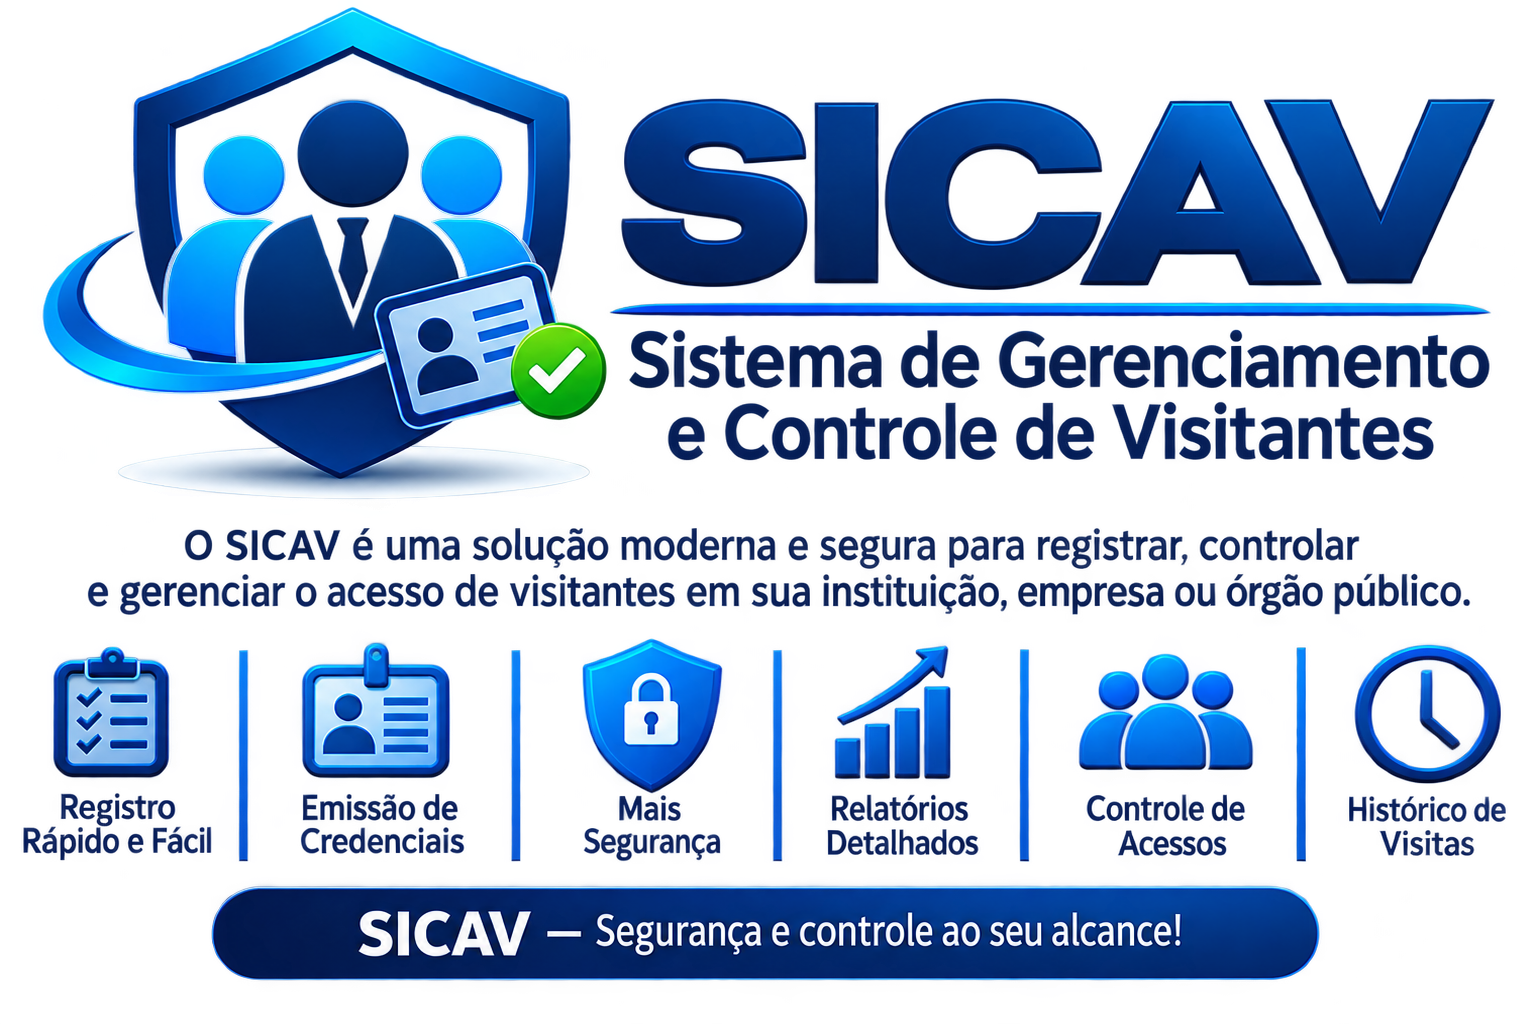 SICAV
Sistema de Gerenciamento
e Controle de Visitantes
O SICAV é uma solução moderna e segura para registrar, controlar
e gerenciar o acesso de visitantes em sua instituição, empresa ou órgão público.
Registro
Rápido e Fácil
Emissão de
Credenciais
Mais
Segurança
Relatórios
Detalhados
Controle de
Acessos
Histórico de
Visitas
SICAV — Segurança e controle ao seu alcance!